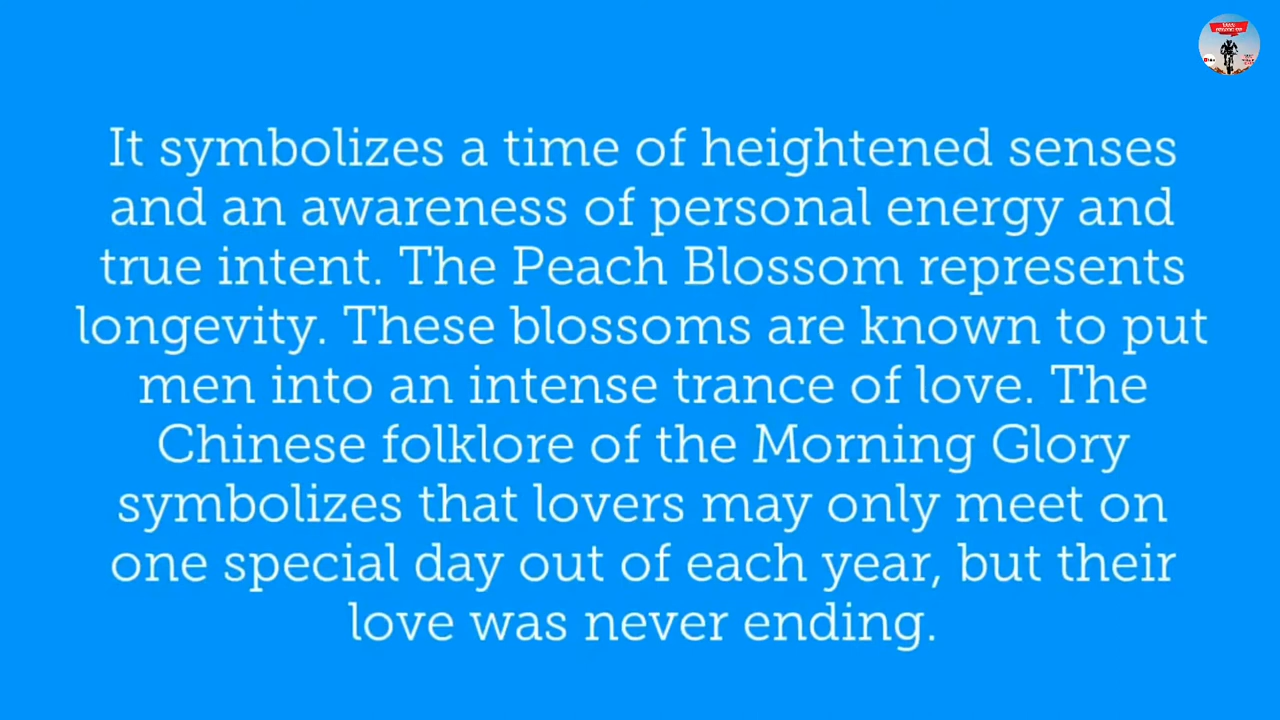 It symbolizes a time of heightened senses
and an awareness of personal energy and
true intent. The Peach Blossom represents
longevity. These blossoms are known to put
men into an intense trance of love. The
Chinese folklore of the Morning Glory
symbolizes that lovers may only meet on
one special day out of each year, but their
love was never ending.